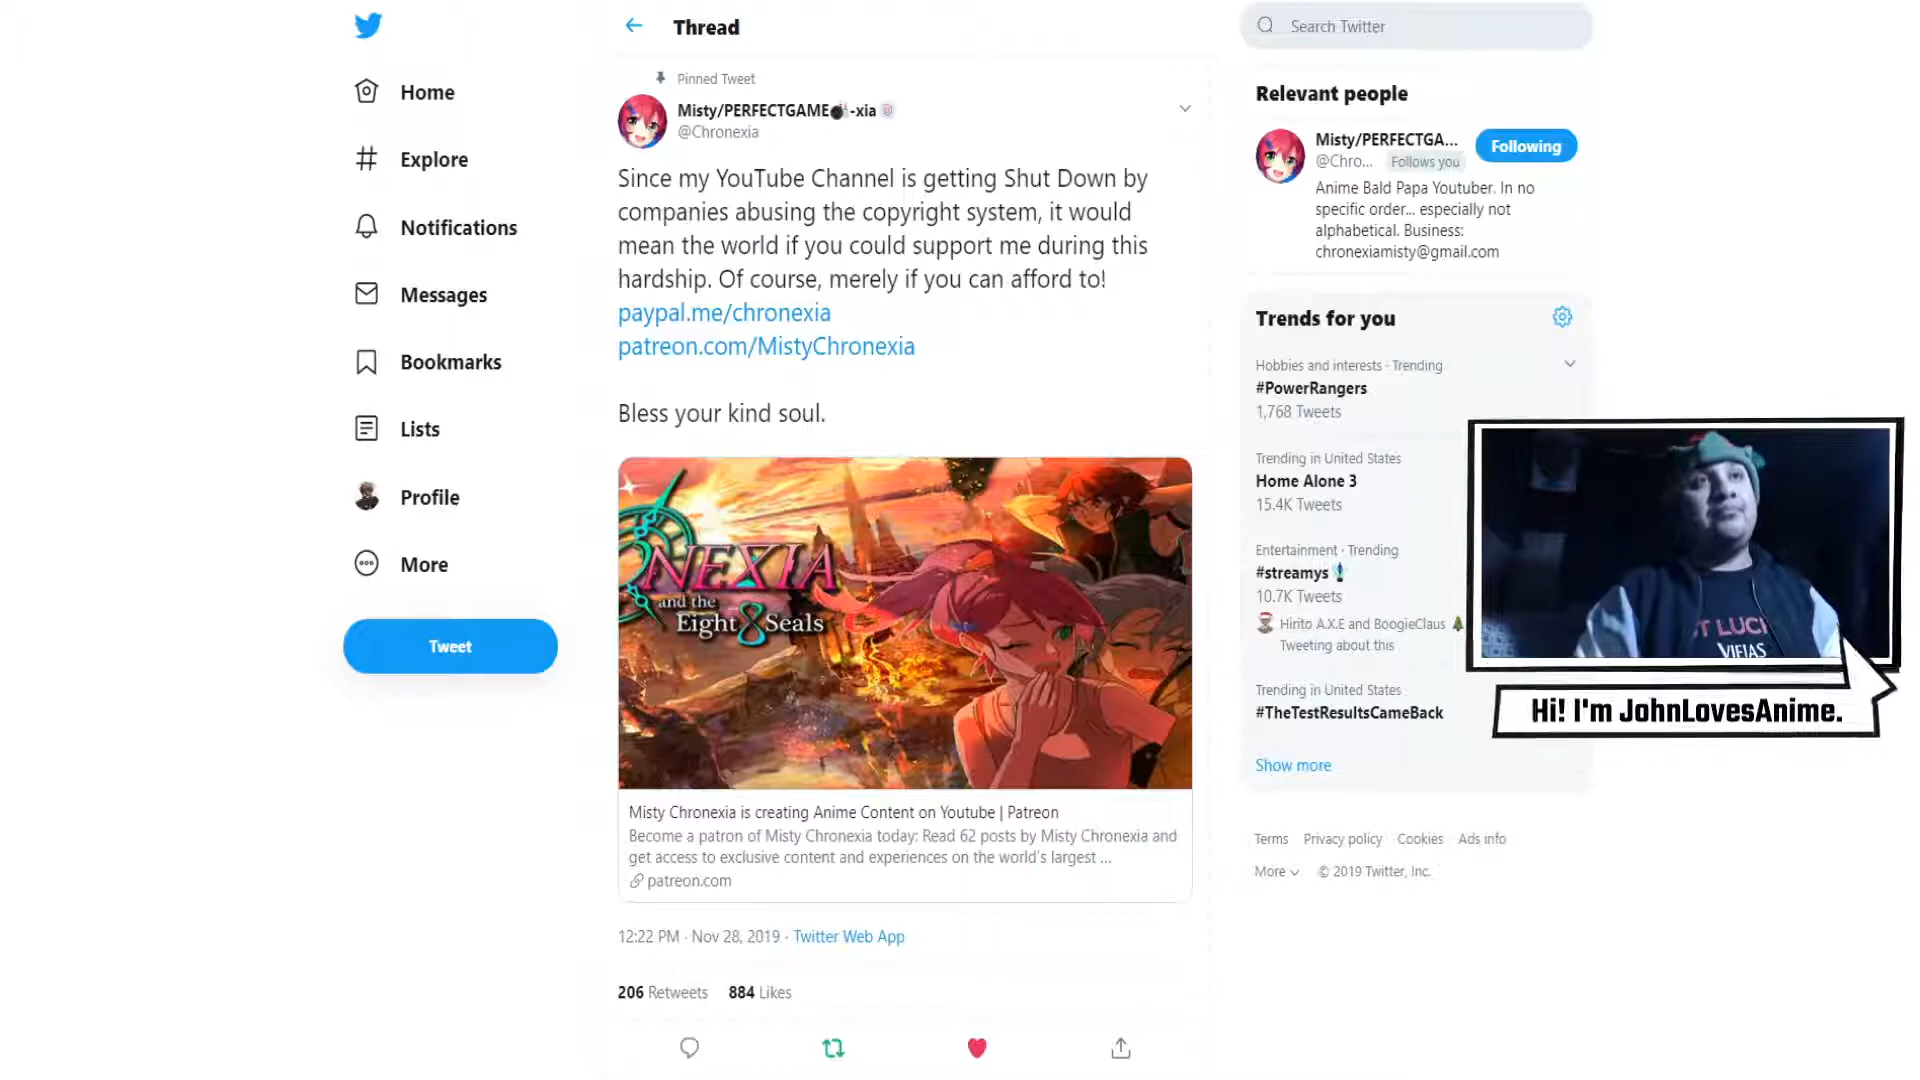 Home
Explore
Notifications
Messages
Bookmarks
Lists
Profile
More
Tweet
Thread
Pinned Tweet
Misty/PERFECTGAME💣-xia
@Chronexia
Since my YouTube Channel is getting Shut Down by
companies abusing the copyright system, it would
mean the world if you could support me during this
hardship. Of course, merely if you can afford to!
paypal.me/chronexia
patreon.com/MistyChronexia
Bless your kind soul.
NEXIA
and the
Eight 8 Seals
Misty Chronexia is creating Anime Content on Youtube | Patreon
Become a patron of Misty Chronexia today: Read 62 posts by Misty Chronexia and
get access to exclusive content and experiences on the world's largest ...
patreon.com
12:22 PM · Nov 28, 2019 · Twitter Web App
206 Retweets 884 Likes
Search Twitter
Relevant people
Misty/PERFECTGA...
@Chro... Follows you
Following
Anime Bald Papa Youtuber. In no
specific order... especially not
alphabetical. Business:
chronexiamisty@gmail.com
Trends for you
Hobbies and interests · Trending
#PowerRangers
1,768 Tweets
Trending in United States
Home Alone 3
15.4K Tweets
Entertainment · Trending
#streamys
10.7K Tweets
Hirito A.X.E and BoogieClaus 🎄
Tweeting about this
Trending in United States
#TheTestResultsCameBack
Show more
Terms Privacy policy Cookies Ads info
More © 2019 Twitter, Inc.
ST LUCK
VIEJAS
Hi! I'm JohnLovesAnime.